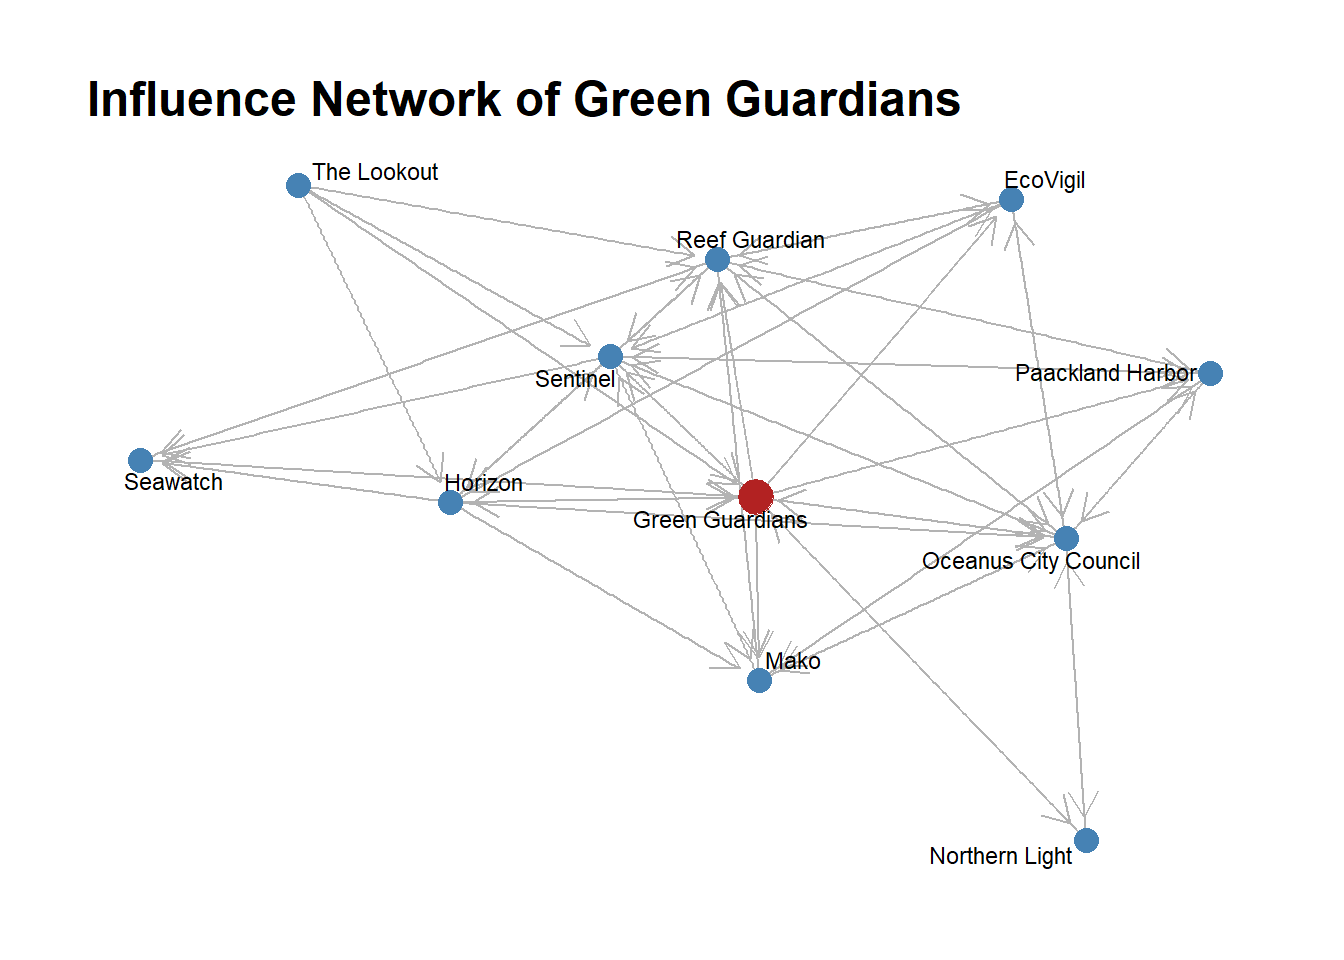 Influence Network of Green Guardians
The Lookout
EcoVigil
Reef Guardian
Sentinel
Paackland Harbor
Seawatch
Horizon
Green Guardians
Oceanus City Council
Mako
Northern Light